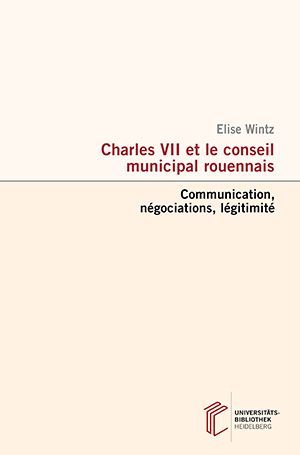 Elise Wintz
Charles VII et le conseil
municipal rouennais
Communication,
négociations, légitimité
UNIVERSITÄTS-
BIBLIOTHEK
HEIDELBERG